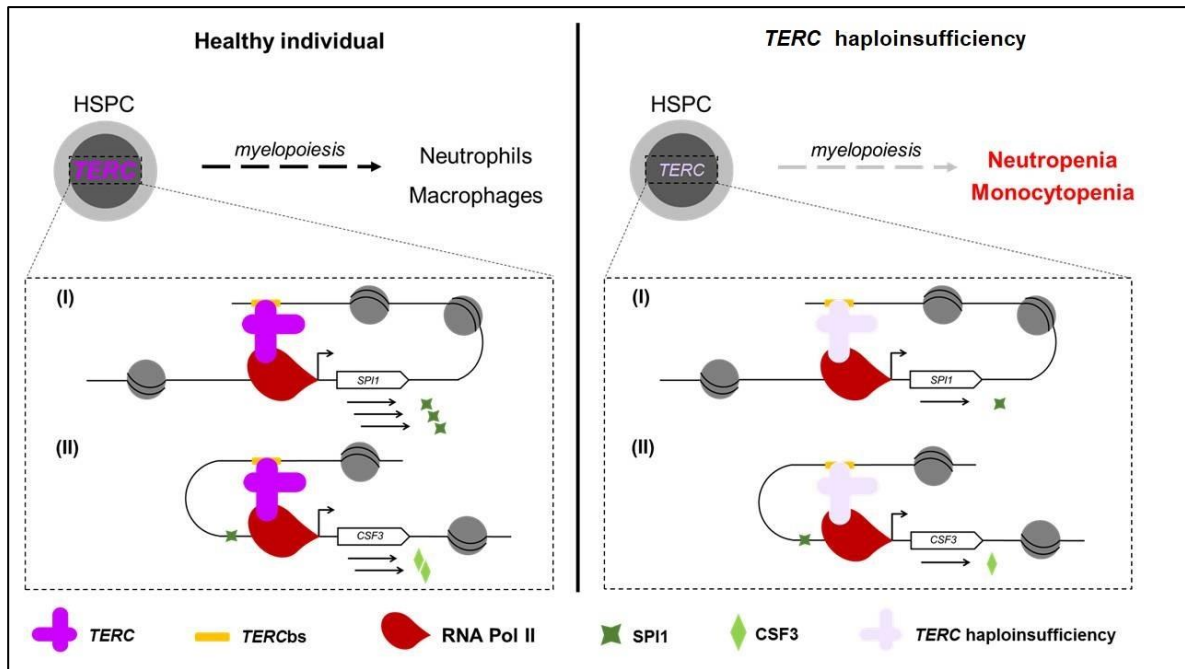 Healthy individual
HSPC
TERC
myelopoiesis
Neutrophils
Macrophages
(I)
SPI1
(II)
CSF3
TERC haploinsufficiency
HSPC
TERC
myelopoiesis
Neutropenia
Monocytopenia
(I)
SPI1
(II)
CSF3
TERC
TERCbs
RNA Pol II
SPI1
CSF3
TERC haploinsufficiency